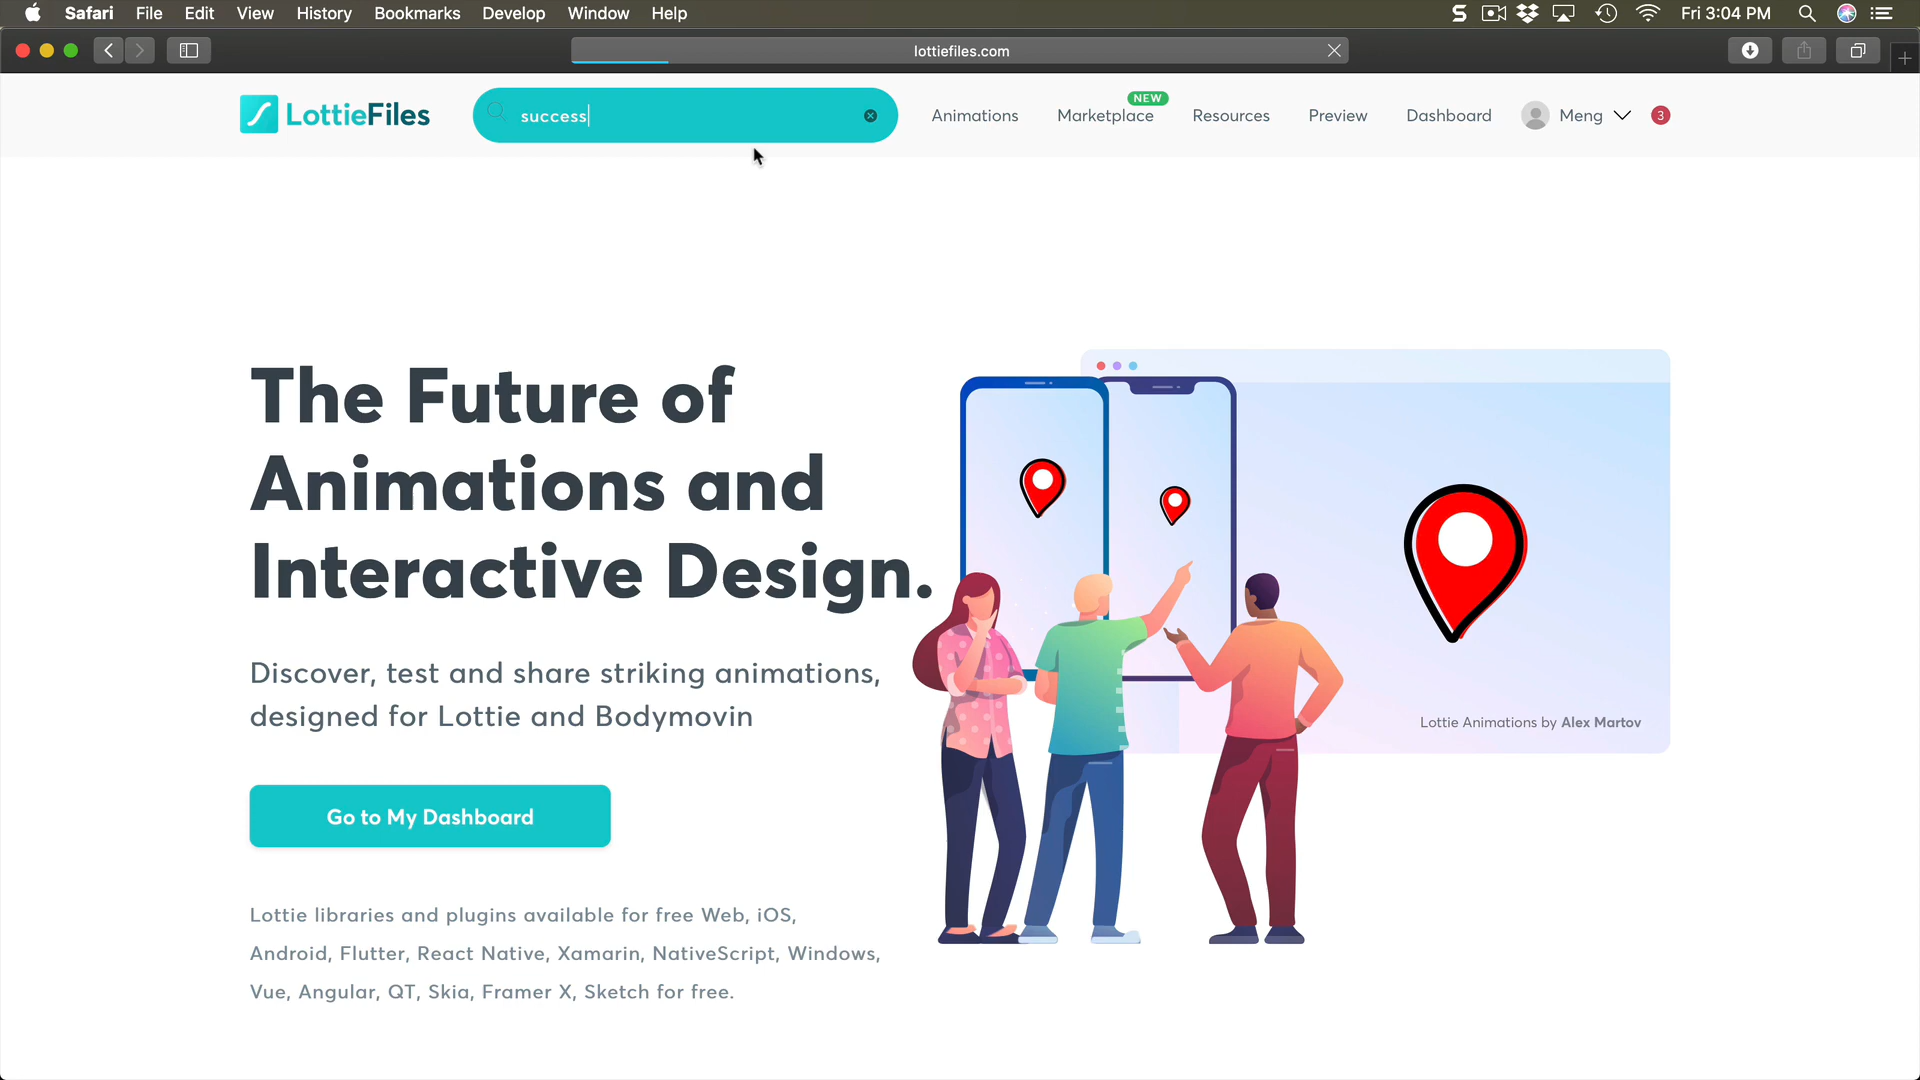 Safari File Edit View History Bookmarks Develop Window Help Fri 3:04 PM
lottiefiles.com
LottieFiles success Animations Marketplace NEW Resources Preview Dashboard Meng 3
The Future of
Animations and
Interactive Design.
Discover, test and share striking animations,
designed for Lottie and Bodymovin
Go to My Dashboard
Lottie libraries and plugins available for free Web, iOS,
Android, Flutter, React Native, Xamarin, NativeScript, Windows,
Vue, Angular, QT, Skia, Framer X, Sketch for free.
Lottie Animations by Alex Martov